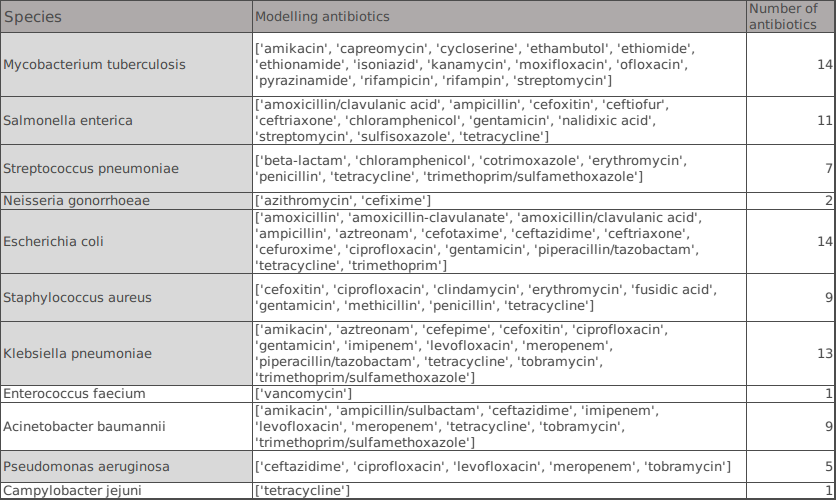 Species Modelling antibiotics Number of
antibiotics
Mycobacterium tuberculosis ['amikacin', 'capreomycin', 'cycloserine', 'ethambutol', 'ethiomide',
'ethionamide', 'isoniazid', 'kanamycin', 'moxifloxacin', 'ofloxacin',
'pyrazinamide', 'rifampicin', 'rifampin', 'streptomycin'] 14
Salmonella enterica ['amoxicillin/clavulanic acid', 'ampicillin', 'cefoxitin', 'ceftiofur',
'ceftriaxone', 'chloramphenicol', 'gentamicin', 'nalidixic acid',
'streptomycin', 'sulfisoxazole', 'tetracycline'] 11
Streptococcus pneumoniae ['beta-lactam', 'chloramphenicol', 'cotrimoxazole', 'erythromycin',
'penicillin', 'tetracycline', 'trimethoprim/sulfamethoxazole'] 7
Neisseria gonorrhoeae ['azithromycin', 'cefixime'] 2
Escherichia coli ['amoxicillin', 'amoxicillin-clavulanate', 'amoxicillin/clavulanic acid',
'ampicillin', 'aztreonam', 'cefotaxime', 'ceftazidime', 'ceftriaxone',
'cefuroxime', 'ciprofloxacin', 'gentamicin', 'piperacillin/tazobactam',
'tetracycline', 'trimethoprim'] 14
Staphylococcus aureus ['cefoxitin', 'ciprofloxacin', 'clindamycin', 'erythromycin', 'fusidic acid',
'gentamicin', 'methicillin', 'penicillin', 'tetracycline'] 9
Klebsiella pneumoniae ['amikacin', 'aztreonam', 'cefepime', 'cefoxitin', 'ciprofloxacin',
'gentamicin', 'imipenem', 'levofloxacin', 'meropenem',
'piperacillin/tazobactam', 'tetracycline', 'tobramycin',
'trimethoprim/sulfamethoxazole'] 13
Enterococcus faecium ['vancomycin'] 1
Acinetobacter baumannii ['amikacin', 'ampicillin/sulbactam', 'ceftazidime', 'imipenem',
'levofloxacin', 'meropenem', 'tetracycline', 'tobramycin',
'trimethoprim/sulfamethoxazole'] 9
Pseudomonas aeruginosa ['ceftazidime', 'ciprofloxacin', 'levofloxacin', 'meropenem', 'tobramycin'] 5
Campylobacter jejuni ['tetracycline'] 1